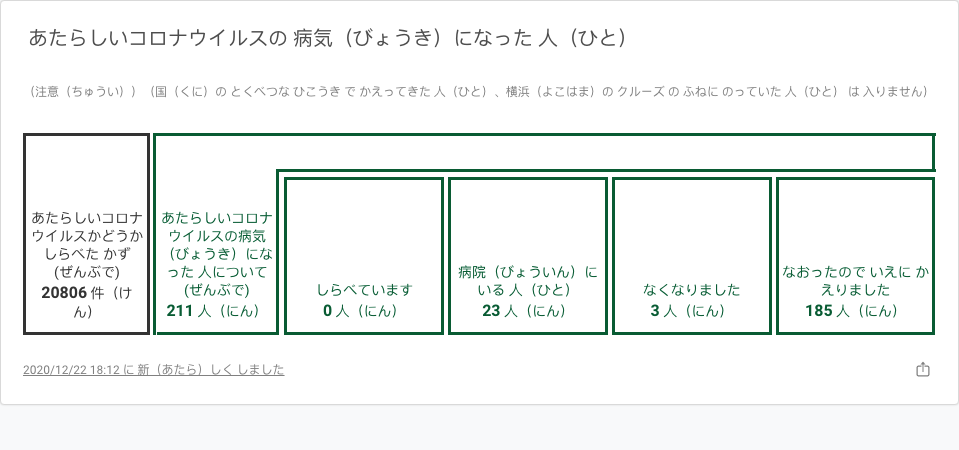 あたらしいコロナウイルスの 病気（びょうき）になった 人（ひと）
（注意（ちゅうい））（国（くに）の とくべつな ひこうき で かえってきた 人（ひと）、横浜（よこはま）の クルーズ の ふねに のっていた 人（ひと） は 入りません）
あたらしいコロナ
ウイルスかどうか
しらべた かず
(ぜんぶで)
20806 件（け
ん）
あたらしいコロナ
ウイルスの病気
（びょうき）にな
った 人について
(ぜんぶで)
211 人（にん）
しらべています
0 人（にん）
病院（びょういん）に
いる 人（ひと）
23 人（にん）
なくなりました
3 人（にん）
なおったので いえに か
えりました
185 人（にん）
2020/12/22 18:12 に 新（あたら）しく しました